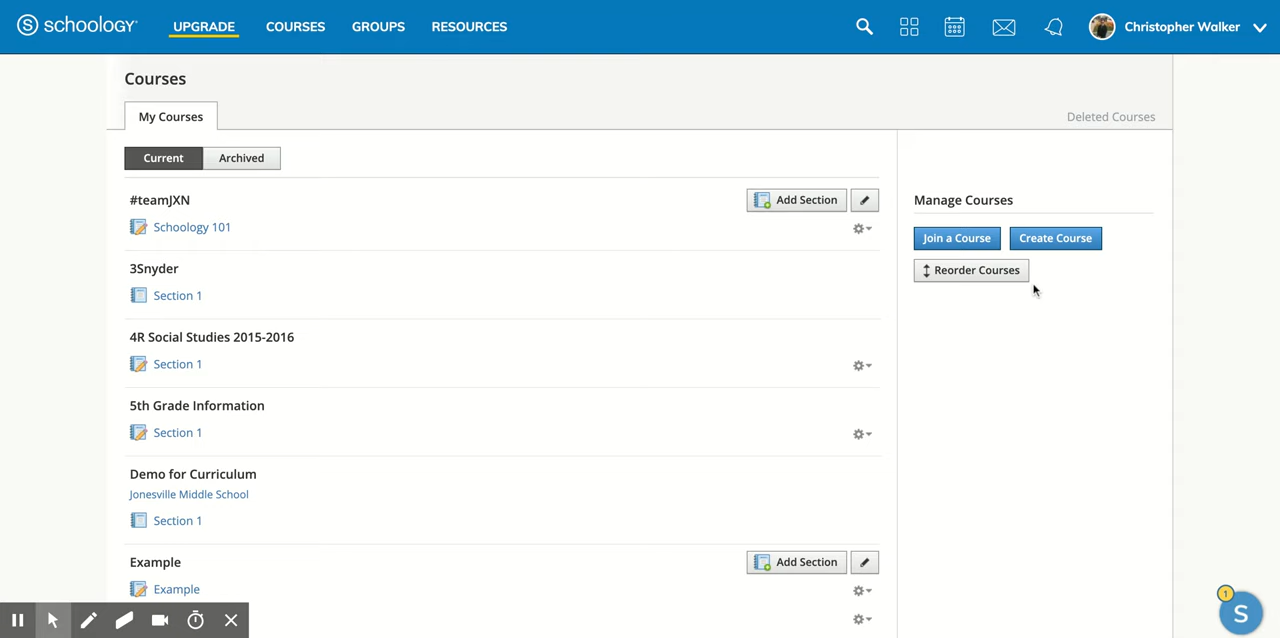 schoology UPGRADE COURSES GROUPS RESOURCES Christopher Walker
Courses
My Courses Deleted Courses
Current Archived
#teamJXN Add Section Manage Courses
Schoology 101
Join a Course Create Course
3Snyder
Reorder Courses
Section 1
4R Social Studies 2015-2016
Section 1
5th Grade Information
Section 1
Demo for Curriculum
Jonesville Middle School
Section 1
Example Add Section
Example
1
S